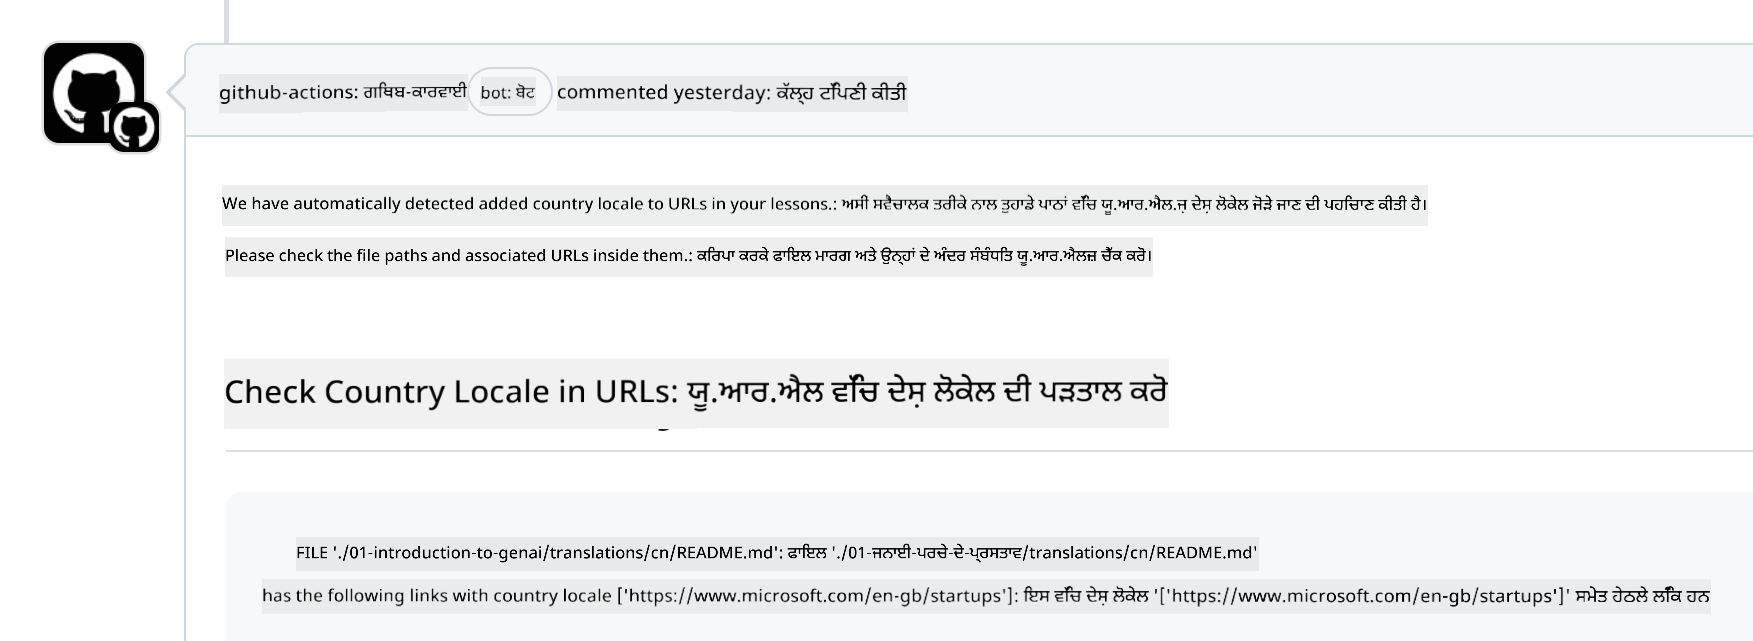 github-actions: ਗਥਿਬ-ਕਾਰਵਾਈ bot: ਬੋਟ commented yesterday: ਕੱਲ੍ਹ ਟਿੱਪਣੀ ਕੀਤੀ
We have automatically detected added country locale to URLs in your lessons.: ਅਸੀ ਸਵੈਚਾਲਕ ਤਰੀਕੇ ਨਾਲ ਤੁਹਾਡੇ ਪਾਠਾਂ ਵਿੱਚ ਯੂ.ਆਰ.ਐਲ.ਜ਼ ਦੇਸ਼ ਲੋਕੇਲ ਜੋੜੇ ਜਾਣ ਦੀ ਪਹਿਚਾਣ ਕੀਤੀ ਹੈ।
Please check the file paths and associated URLs inside them.: ਕਿਰਪਾ ਕਰਕੇ ਫਾਇਲ ਮਾਰਗ ਅਤੇ ਉਨ੍ਹਾਂ ਦੇ ਅੰਦਰ ਸੰਬੰਧਤਿ ਯੂ.ਆਰ.ਐਲਜ਼ ਚੈੱਕ ਕਰੋ।
Check Country Locale in URLs: ਯੂ.ਆਰ.ਐਲ ਵਿੱਚ ਦੇਸ਼ ਲੋਕੇਲ ਦੀ ਪੜਤਾਲ ਕਰੋ
FILE './01-introduction-to-genai/translations/cn/README.md': ਫਾਇਲ './01-ਜਨਾਈ-ਪਰਚੇ-ਦੇ-ਪ੍ਰਸਤਾਵ/translations/cn/README.md'
has the following links with country locale ['https://www.microsoft.com/en-gb/startups']: ਇਸ ਵਿੱਚ ਦੇਸ਼ ਲੋਕੇਲ '['https://www.microsoft.com/en-gb/startups']' ਸਮੇਤ ਹੇਠਲੇ ਲਿੰਕ ਹਨ